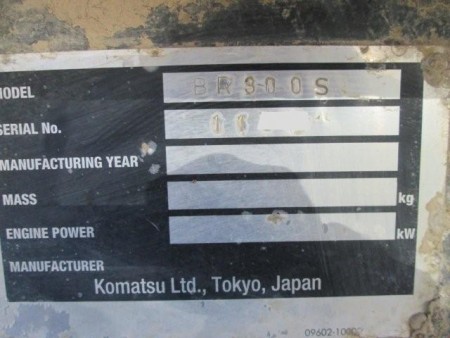 MODEL BR300S
SERIAL No.
MANUFACTURING YEAR
MASS kg
ENGINE POWER kW
MANUFACTURER
Komatsu Ltd., Tokyo, Japan